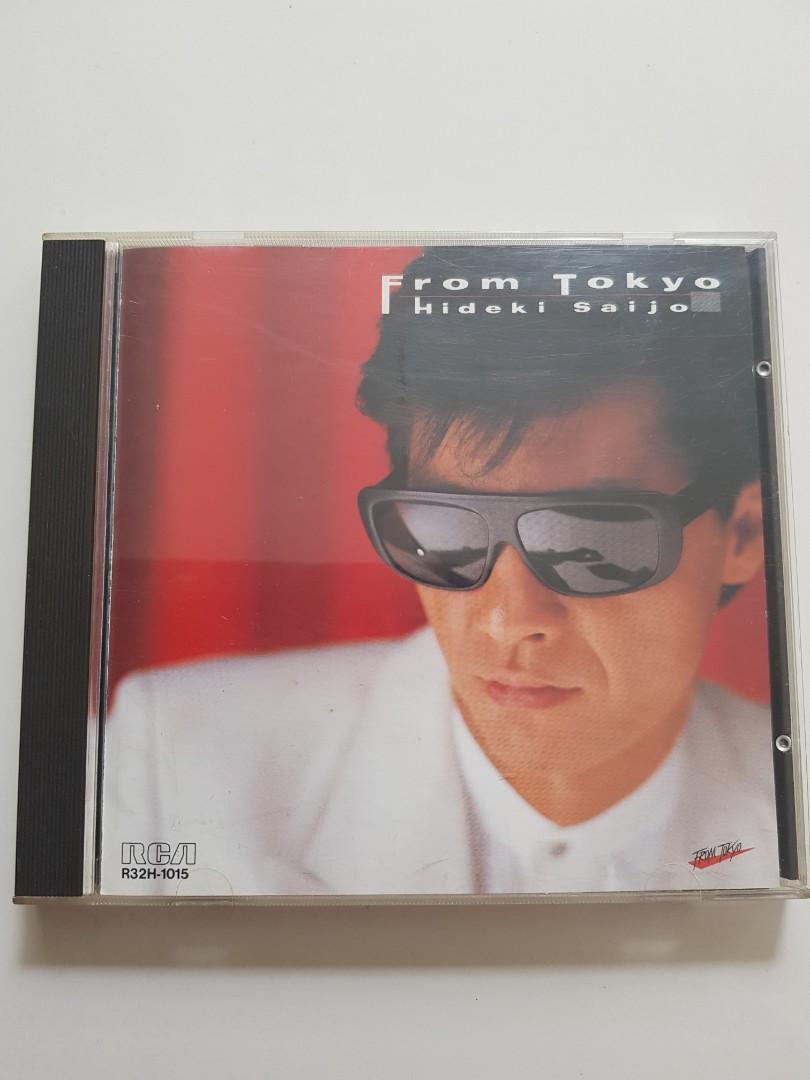 From Tokyo
Hideki Saijo
RCA
R32H-1015
FROM TOKYO